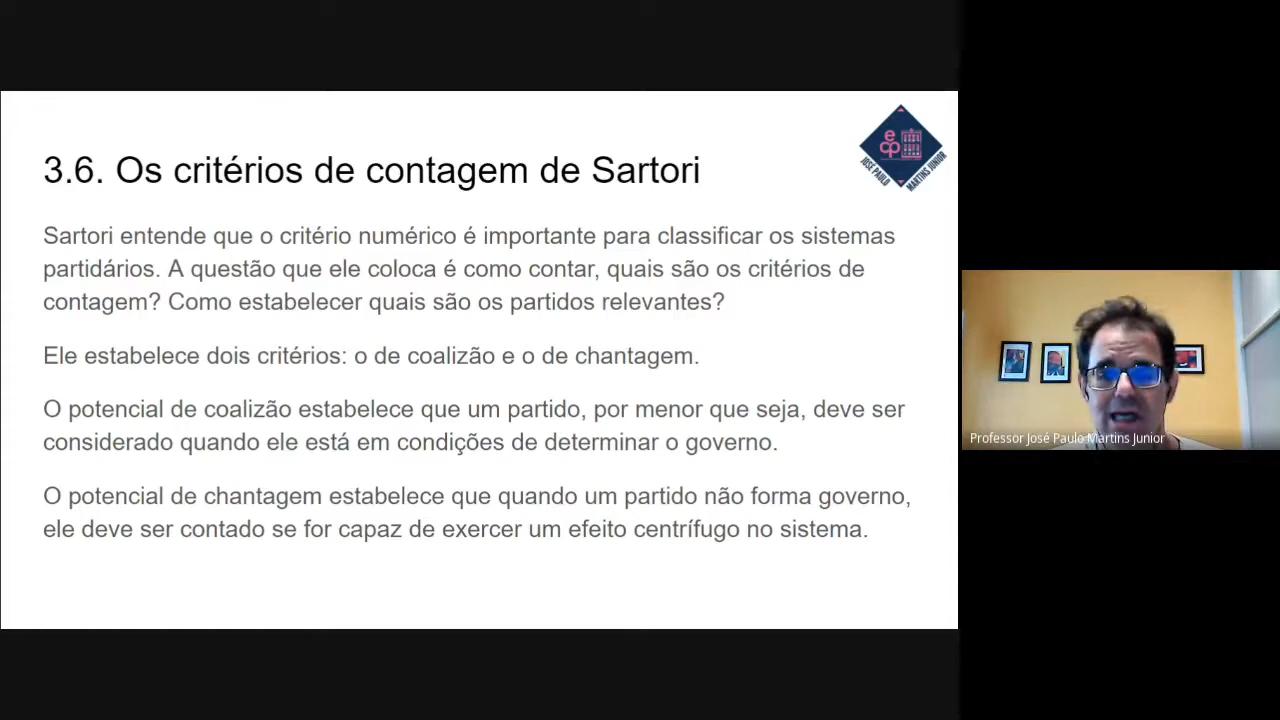 3.6. Os critérios de contagem de Sartori
e
cp
JOSÉ PAULO
MARTINS JUNIOR
Sartori entende que o critério numérico é importante para classificar os sistemas
partidários. A questão que ele coloca é como contar, quais são os critérios de
contagem? Como estabelecer quais são os partidos relevantes?
Ele estabelece dois critérios: o de coalizão e o de chantagem.
O potencial de coalizão estabelece que um partido, por menor que seja, deve ser
considerado quando ele está em condições de determinar o governo.
O potencial de chantagem estabelece que quando um partido não forma governo,
ele deve ser contado se for capaz de exercer um efeito centrífugo no sistema.
Professor José Paulo Martins Junior